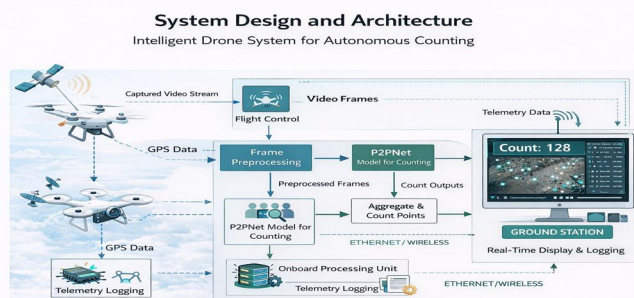 System Design and Architecture
Intelligent Drone System for Autonomous Counting
Captured Video Stream
Video Frames
Flight Control
Telemetry Data
GPS Data
Frame
Preprocessing
P2PNet
Model for Counting
Count: 128
Preprocessed Frames
Count Outputs
P2PNet Model for
Counting
Aggregate &
Count Points
GROUND STATION
ETHERNET/WIRELESS
Real-Time Display & Logging
GPS Data
Telemetry Logging
Onboard Processing Unit
Telemetry Logging
ETHERNET/WIRELESS